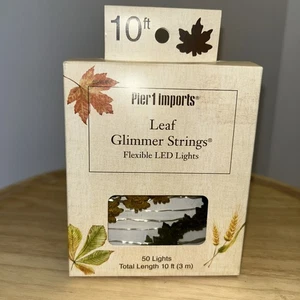 10ft
Pier 1 imports®
Leaf
Glimmer Strings®
Flexible LED Lights
50 Lights
Total Length 10 ft (3 m)